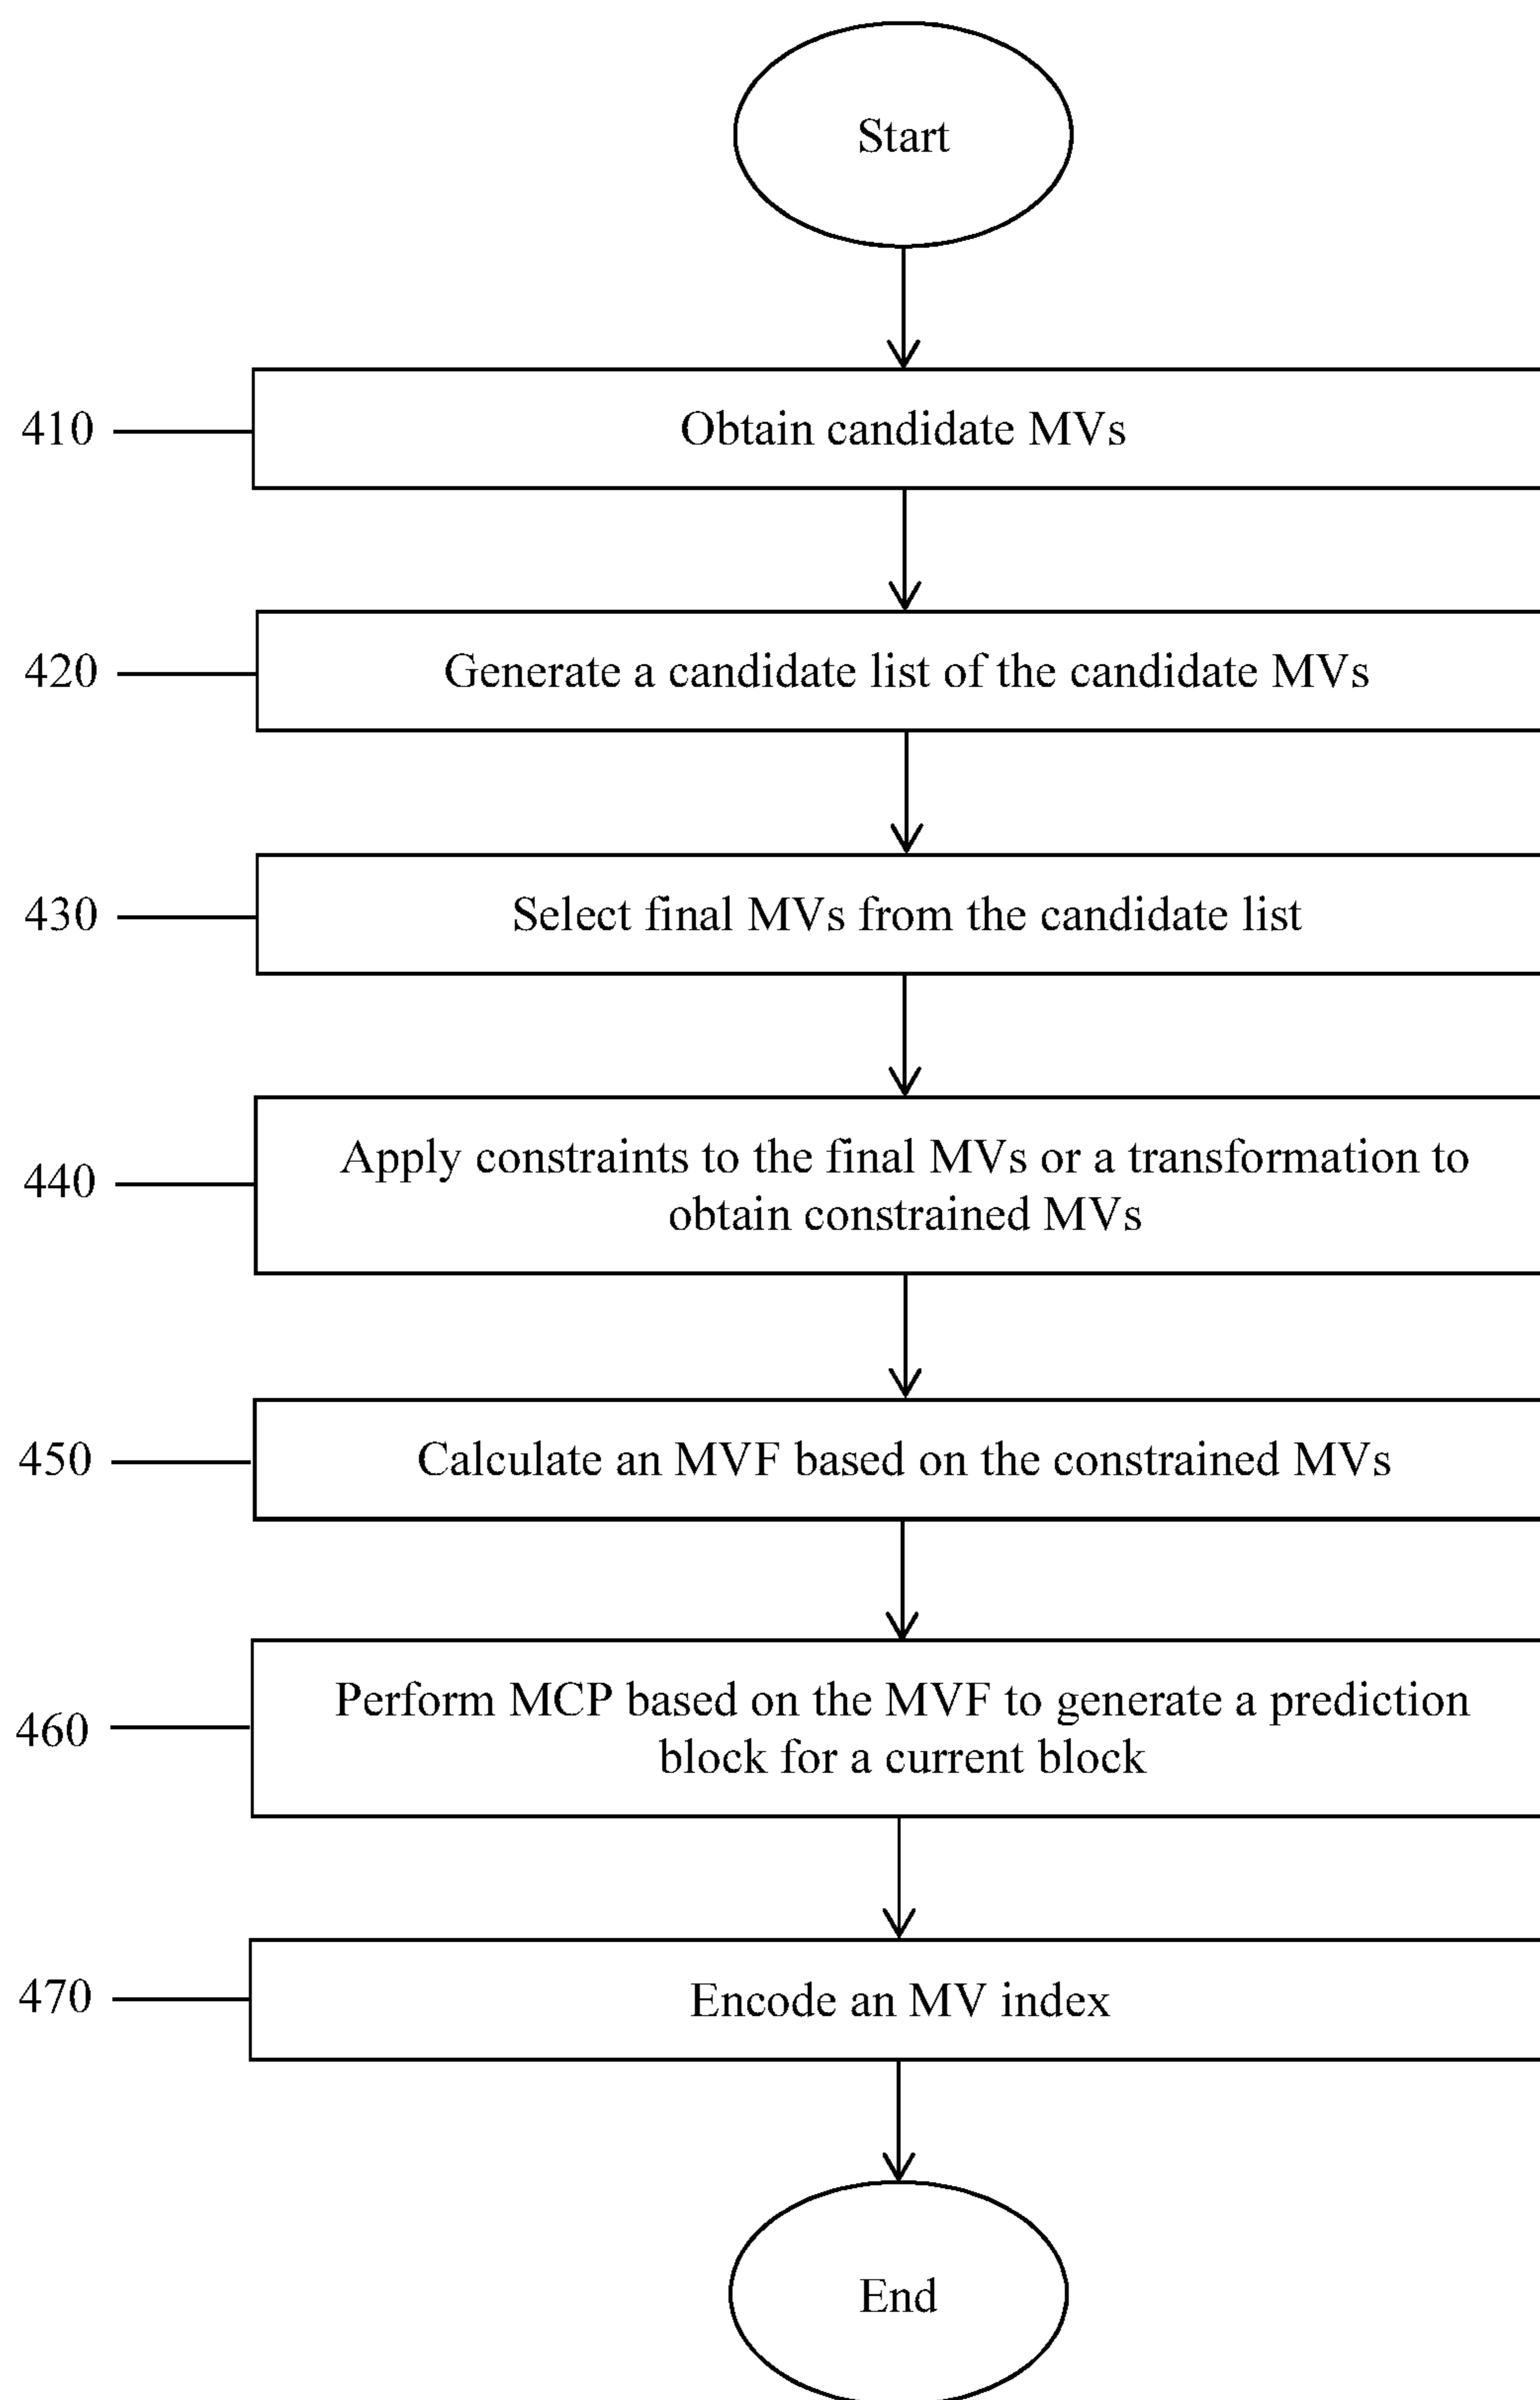 Start
410
Obtain candidate MVs
420
Generate a candidate list of the candidate MVs
430
Select final MVs from the candidate list
440
Apply constraints to the final MVs or a transformation to
obtain constrained MVs
450
Calculate an MVF based on the constrained MVs
460
Perform MCP based on the MVF to generate a prediction
block for a current block
470
Encode an MV index
End